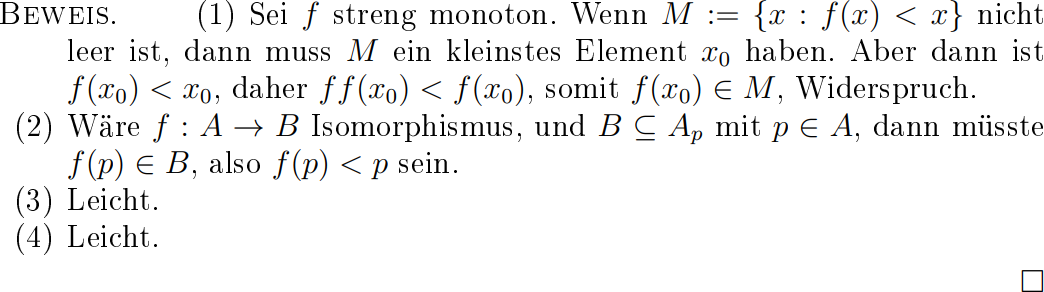 BEWEIS. (1) Sei f streng monoton. Wenn M := {x : f(x) < x} nicht
leer ist, dann muss M ein kleinstes Element x₀ haben. Aber dann ist
f(x₀) < x₀, daher ff(x₀) < f(x₀), somit f(x₀) ∈ M, Widerspruch.
(2) Wäre f : A → B Isomorphismus, und B ⊆ Aₚ mit p ∈ A, dann müsste
f(p) ∈ B, also f(p) < p sein.
(3) Leicht.
(4) Leicht.
□